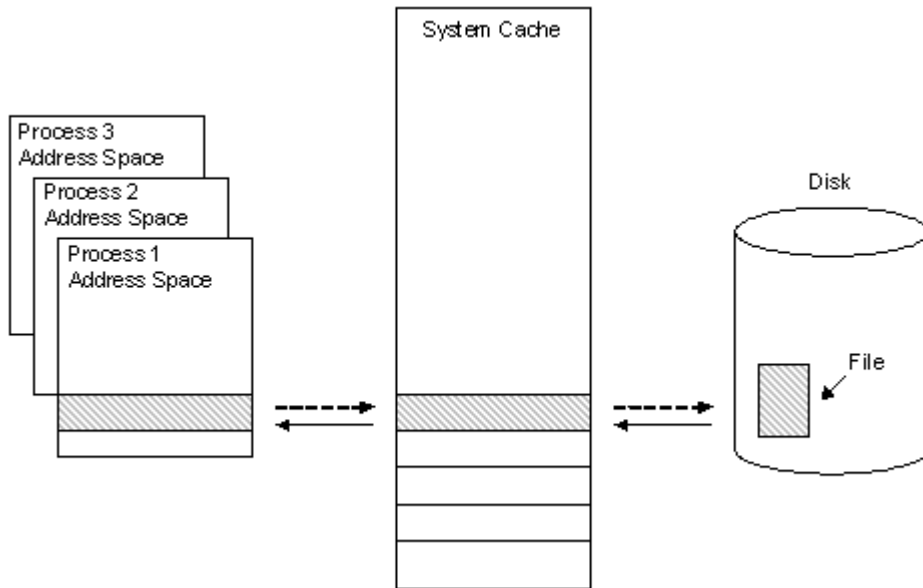 System Cache
Process 3
Address Space
Process 2
Address Space
Process 1
Address Space
Disk
File